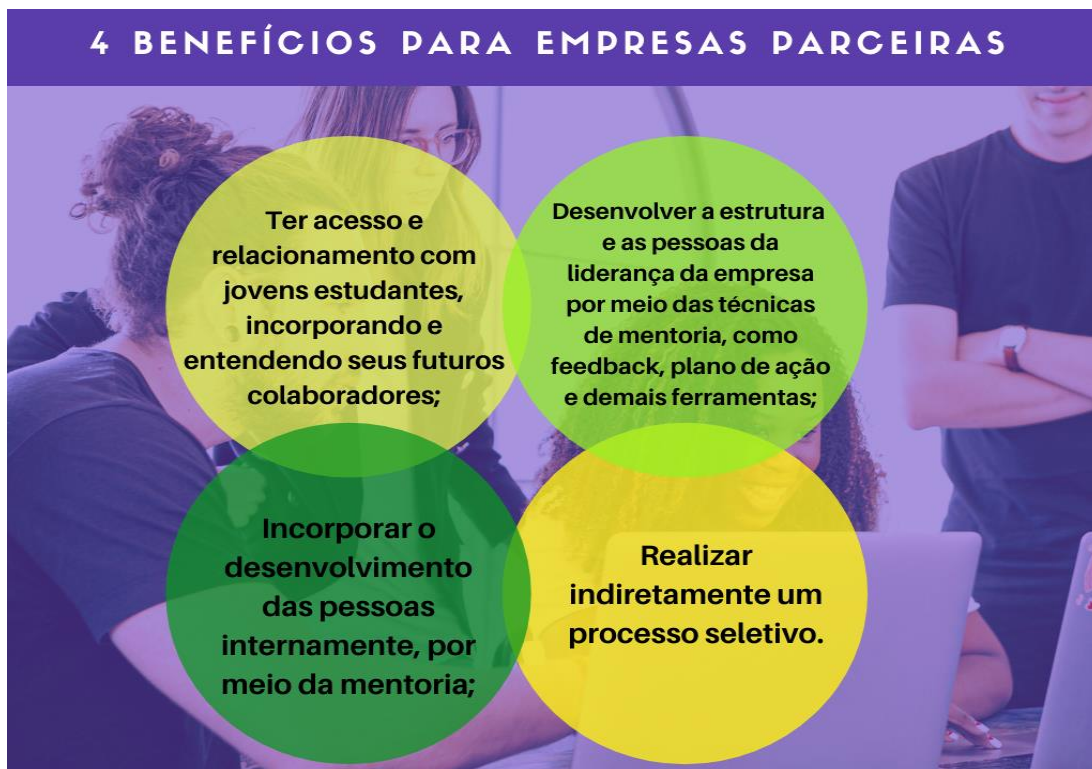 4 BENEFÍCIOS PARA EMPRESAS PARCEIRAS
Ter acesso e
relacionamento com
jovens estudantes,
incorporando e
entendendo seus futuros
colaboradores;
Desenvolver a estrutura
e as pessoas da
liderança da empresa
por meio das técnicas
de mentoria, como
feedback, plano de ação
e demais ferramentas;
Incorporar o
desenvolvimento
das pessoas
internamente, por
meio da mentoria;
Realizar
indiretamente um
processo seletivo.